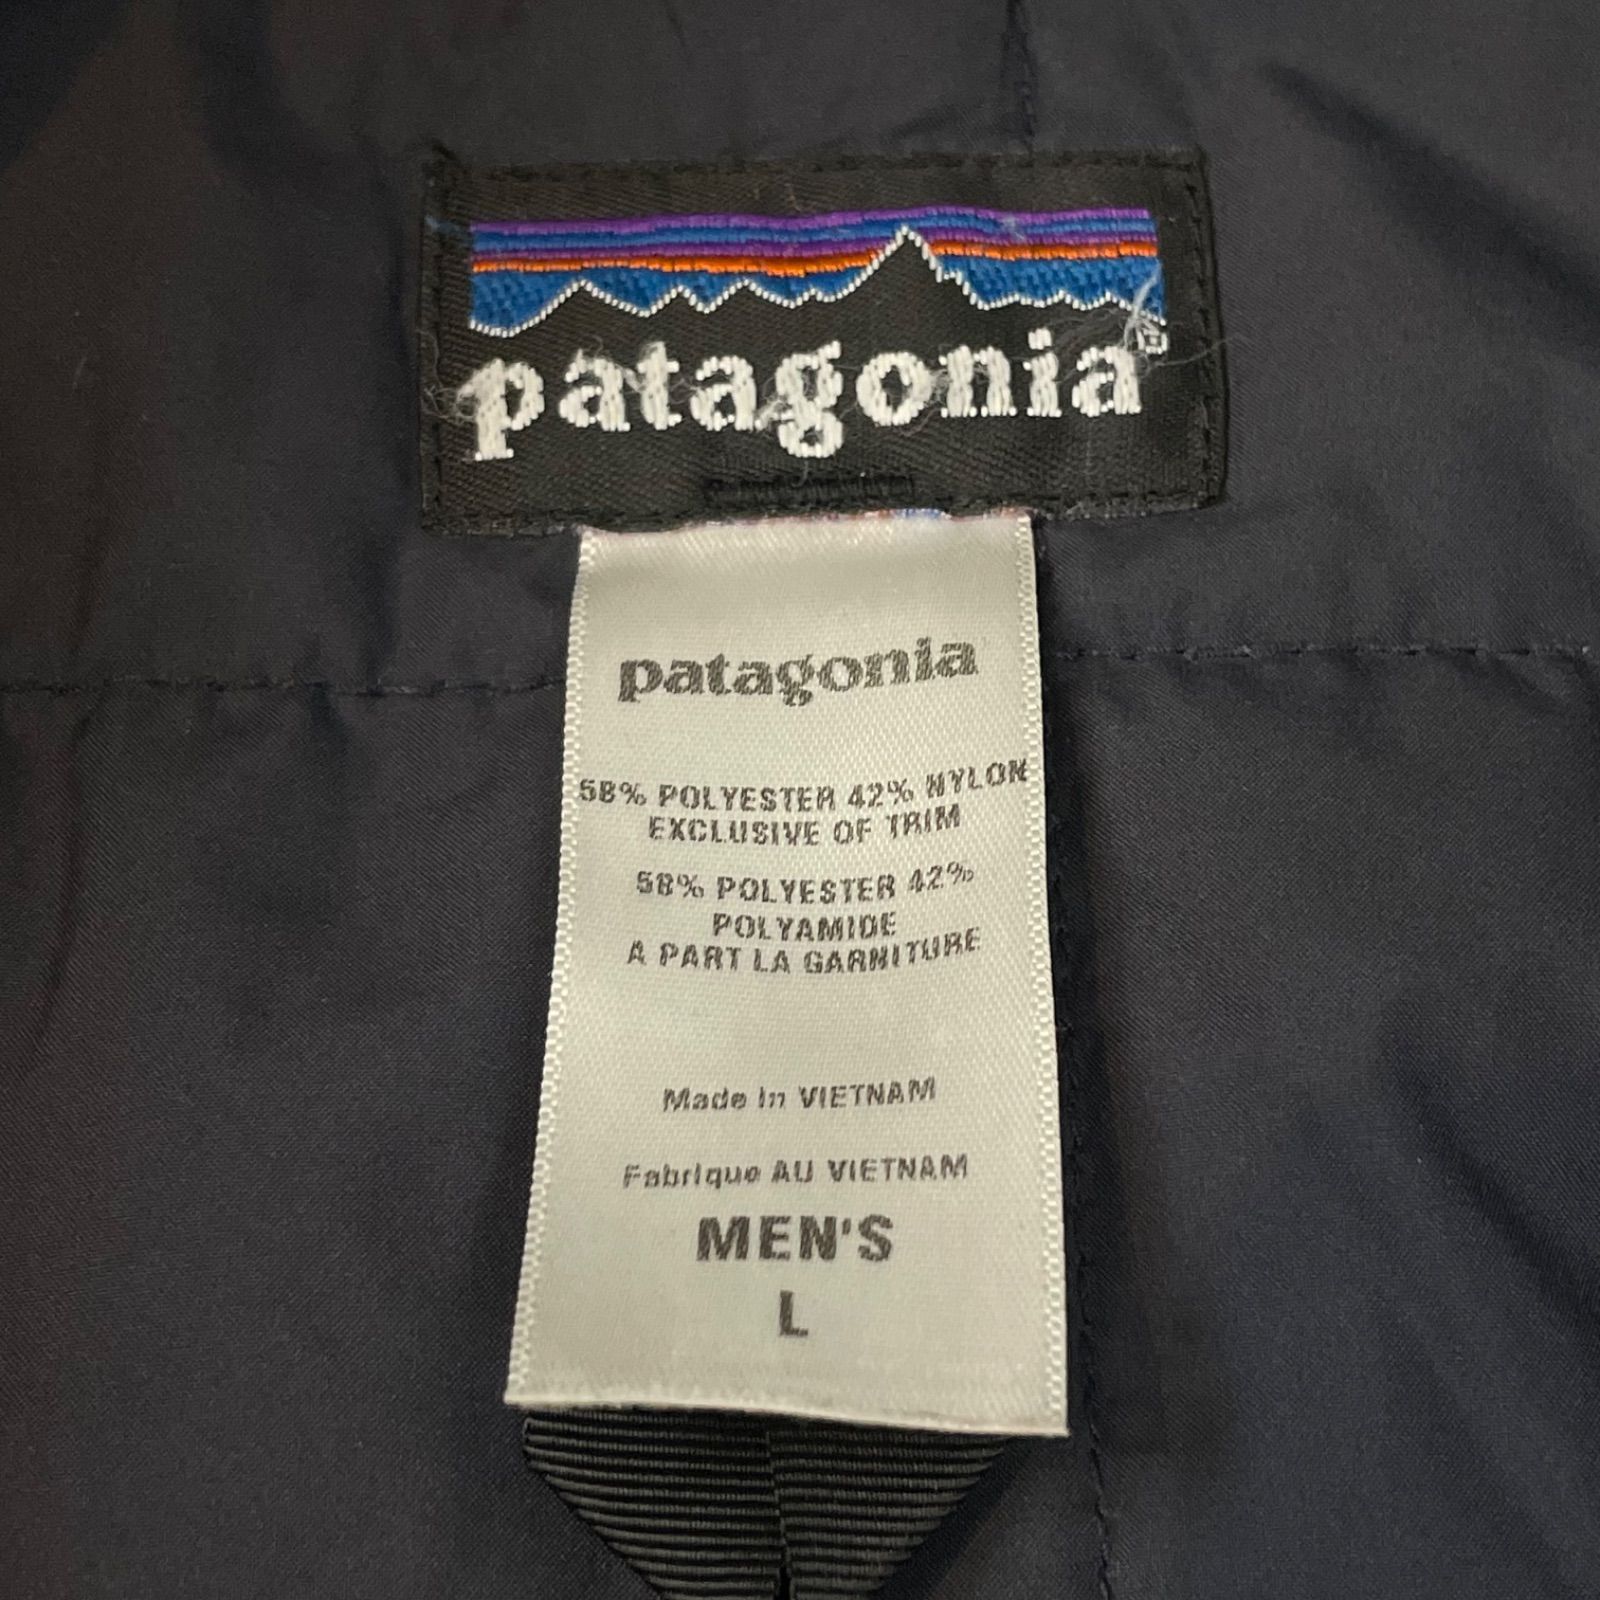 patagonia®
patagonia
58% POLYESTER 42% NYLON
EXCLUSIVE OF TRIM
58% POLYESTER 42%
POLYAMIDE
A PART LA GARNITURE
Made in VIETNAM
Fabrique AU VIETNAM
MEN'S
L